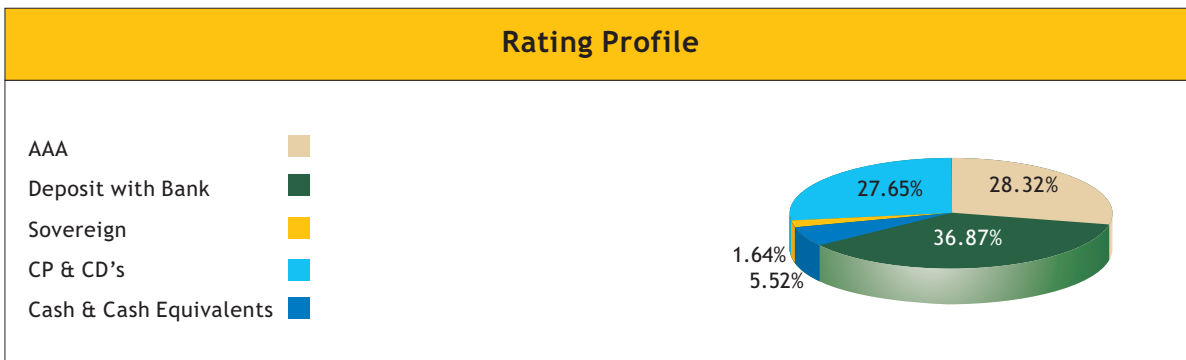 Rating Profile
AAA
Deposit with Bank
Sovereign
CP & CD's
Cash & Cash Equivalents
27.65%
28.32%
36.87%
1.64%
5.52%